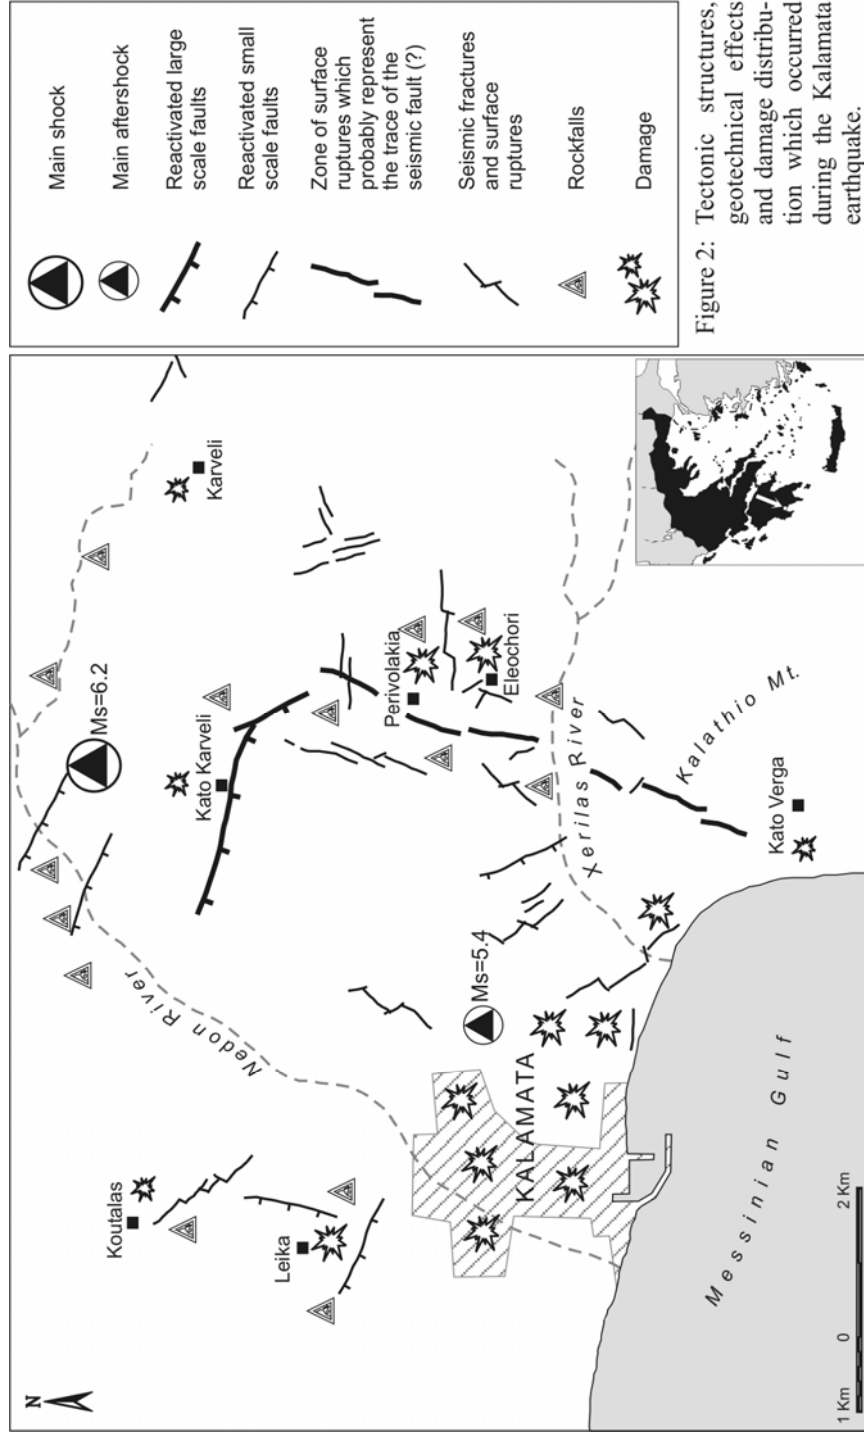 N
Koutalas
Leika
Nedon River
Ms=6.2
Karveli
Kato Karveli
Perivolakia
Eleochori
Ms=5.4
KALAMATA
Xerilas River
Kalathio Mt.
Kato Verga
Messinian Gulf
1 Km 0 2 Km
Main shock
Main aftershock
Reactivated large
scale faults
Reactivated small
scale faults
Zone of surface
ruptures which
probably represent
the trace of the
seismic fault (?)
Seismic fractures
and surface
ruptures
Rockfalls
Damage
Figure 2: Tectonic structures,
geotechnical effects
and damage distribu-
tion which occurred
during the Kalamata
earthquake.